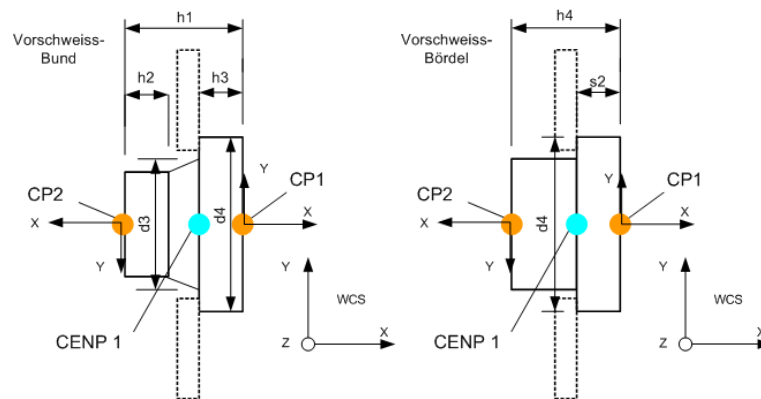 h1
Vorschweiss-
Bund
h2
h3
CP2
CP1
X
Y
d3
d4
Y
X
CENP 1
Y
WCS
Z
X
h4
Vorschweiss-
Bördel
s2
CP2
CP1
X
Y
d4
Y
X
CENP 1
Y
WCS
Z
X